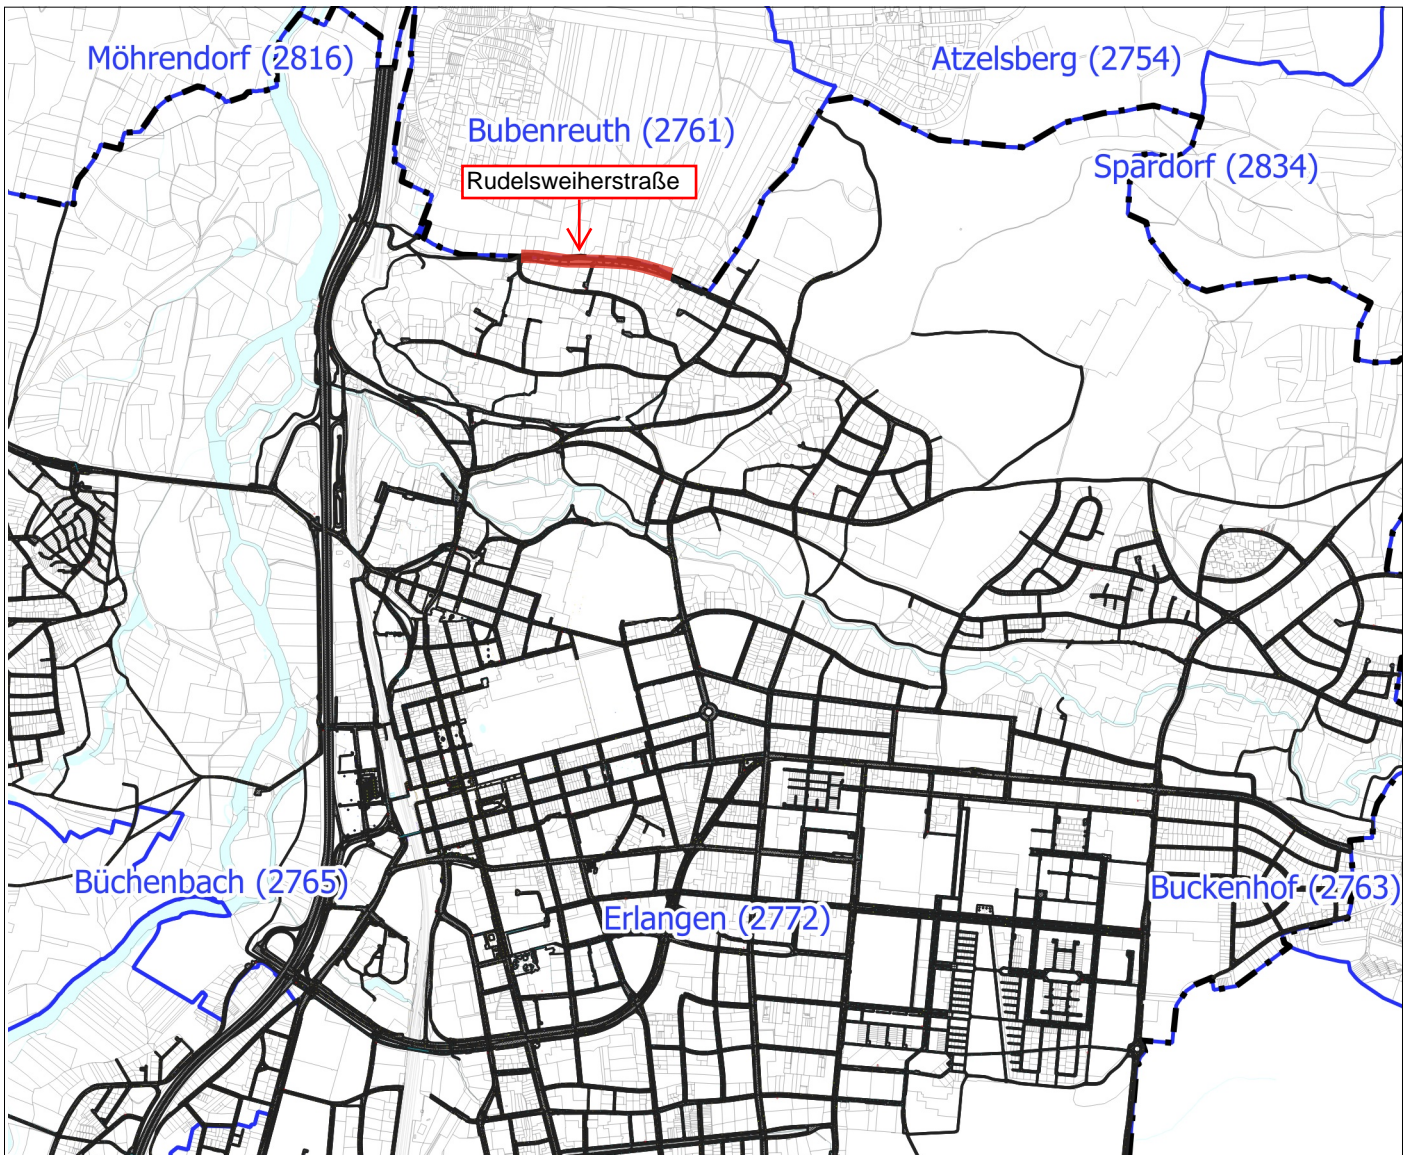 Möhrendorf (2816)
Atzelsberg (2754)
Bubenreuth (2761)
Spardorf (2834)
Rudelsweiherstraße
Büchenbach (2765)
Buckenhof (2763)
Erlangen (2772)